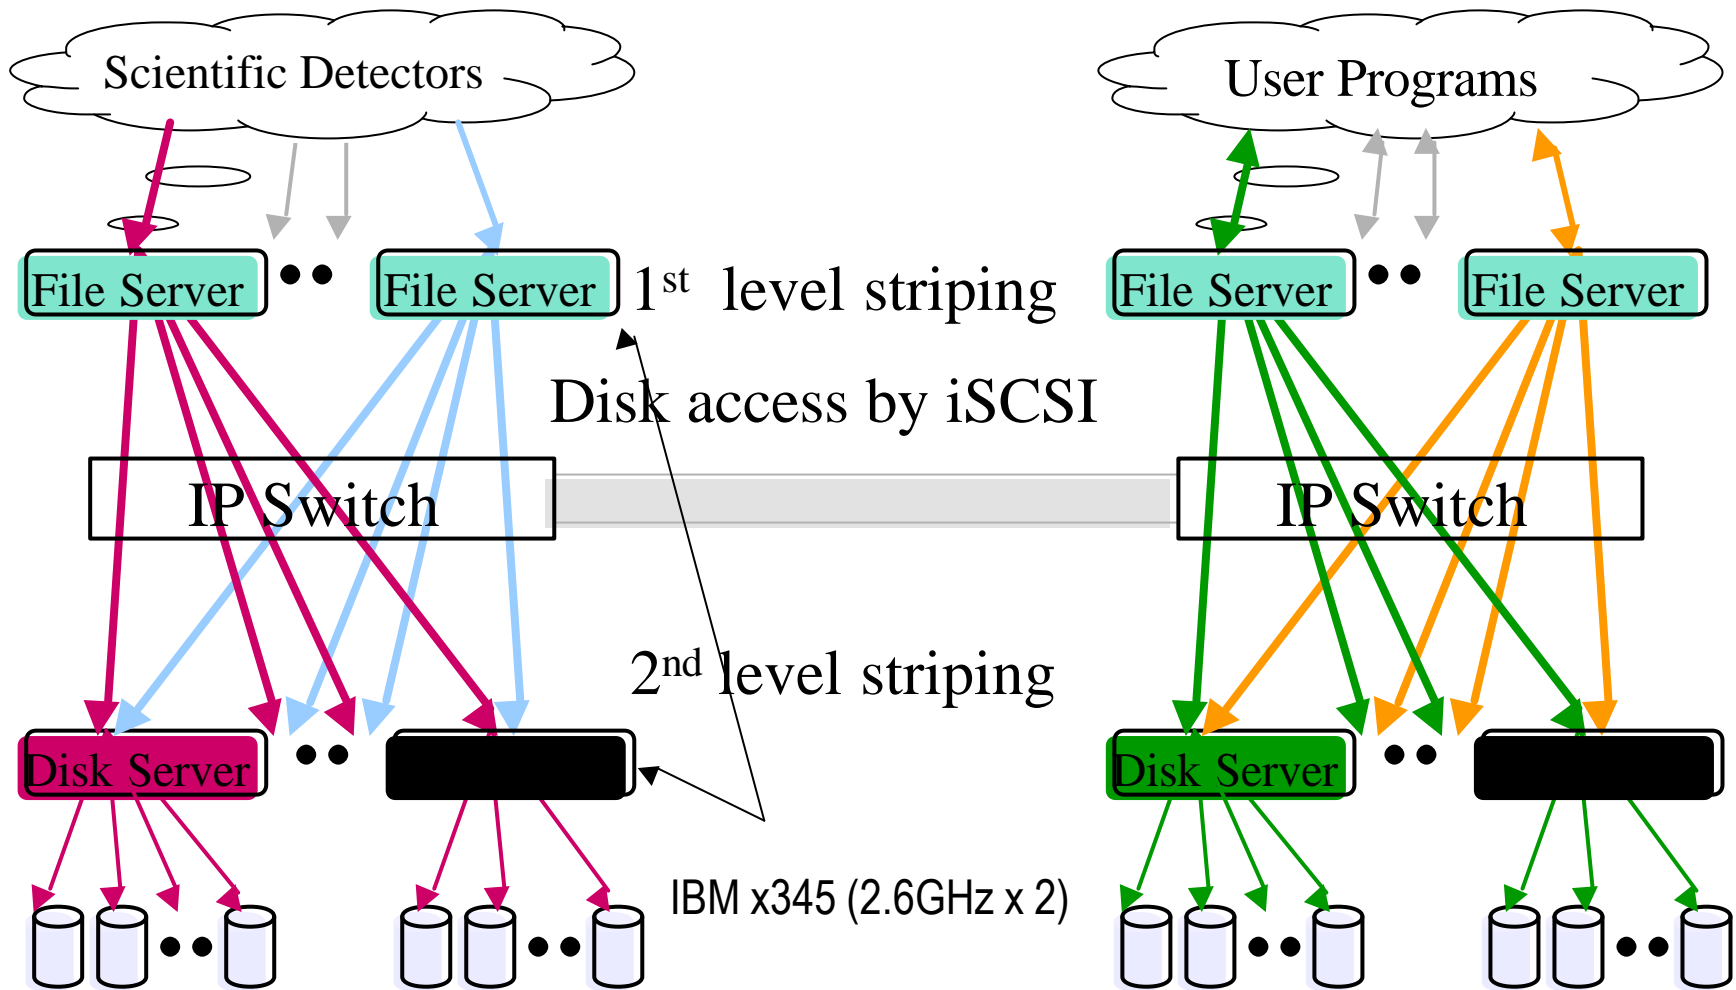 Scientific Detectors
User Programs
File Server
File Server
1st level striping
File Server
File Server
Disk access by iSCSI
IP Switch
IP Switch
2nd level striping
Disk Server
Disk Server
IBM x345 (2.6GHz x 2)